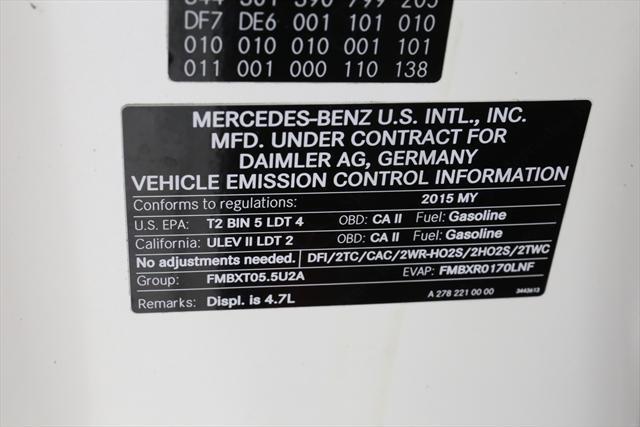 DF7 DE6 001 101 010
010 010 010 001 101
011 001 000 110 138
MERCEDES-BENZ U.S. INTL., INC.
MFD. UNDER CONTRACT FOR
DAIMLER AG, GERMANY
VEHICLE EMISSION CONTROL INFORMATION
Conforms to regulations: 2015 MY
U.S. EPA: T2 BIN 5 LDT 4 OBD: CA II Fuel: Gasoline
California: ULEV II LDT 2 OBD: CA II Fuel: Gasoline
No adjustments needed. DFI/2TC/CAC/2WR-HO2S/2HO2S/2TWC
Group: FMBXT05.5U2A EVAP: FMBXR0170LNF
Remarks: Displ. is 4.7L A 278 221 00 00 3443613